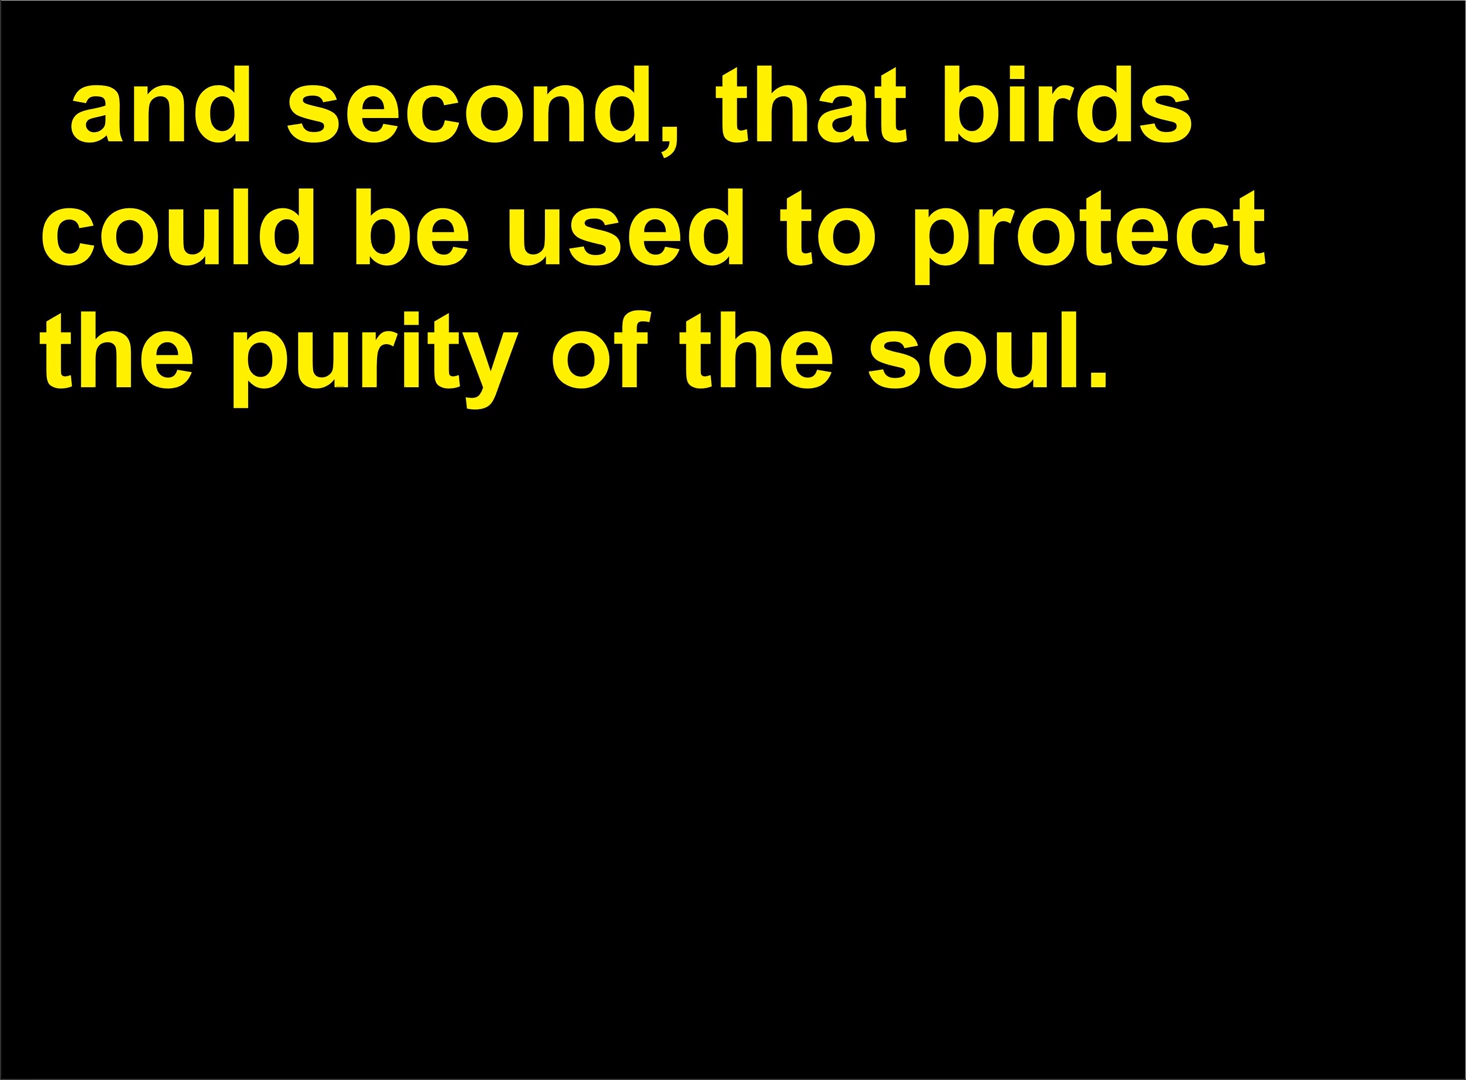 and second, that birds
could be used to protect
the purity of the soul.